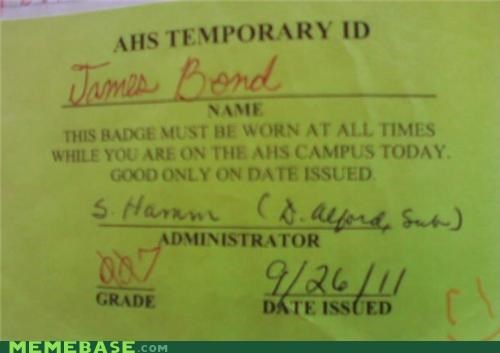 AHS TEMPORARY ID
James Bond
NAME
THIS BADGE MUST BE WORN AT ALL TIMES
WHILE YOU ARE ON THE AHS CAMPUS TODAY.
GOOD ONLY ON DATE ISSUED.
S. Hamm (D. Alford, Sub)
ADMINISTRATOR
007 9/26/11
GRADE DATE ISSUED
MEMEBASE.com